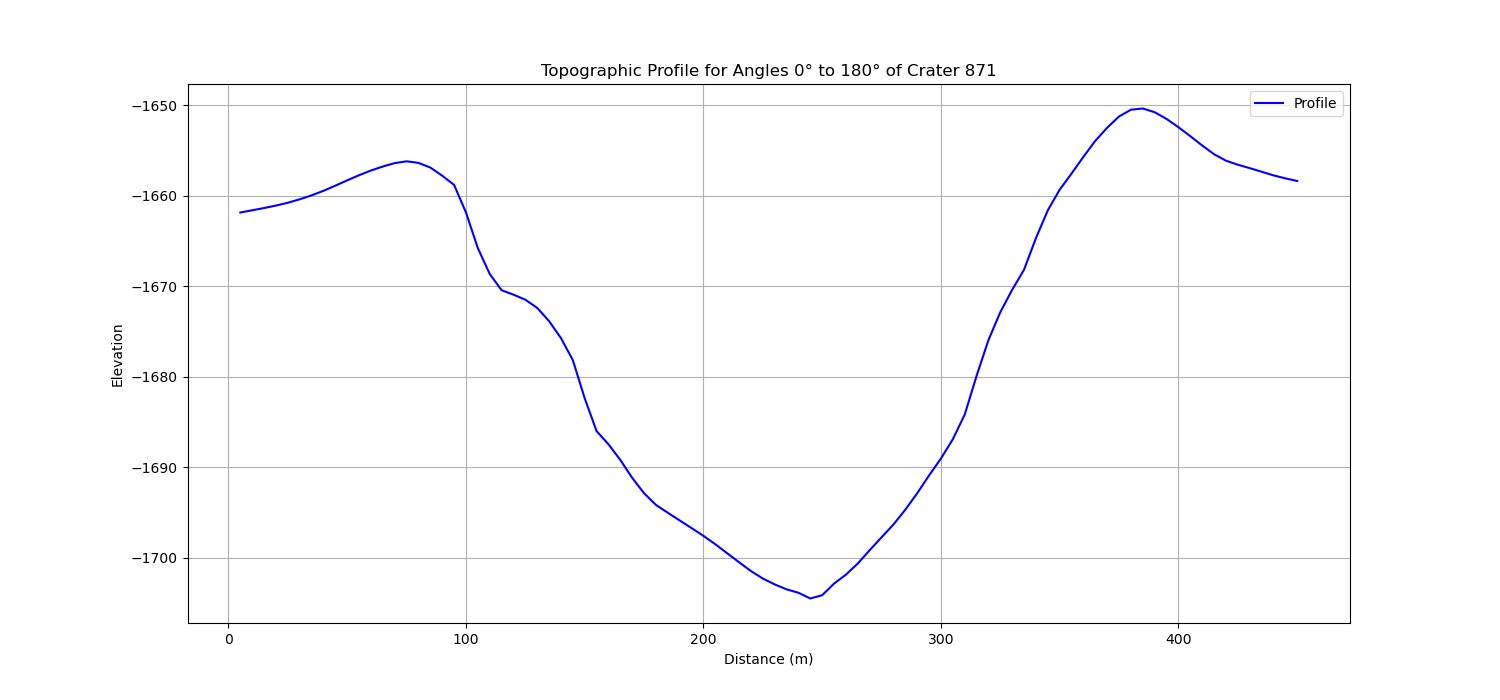 Topographic Profile for Angles 0° to 180° of Crater 871
Profile
−1650
−1660
−1670
−1680
−1690
−1700
Elevation
0 100 200 300 400
Distance (m)